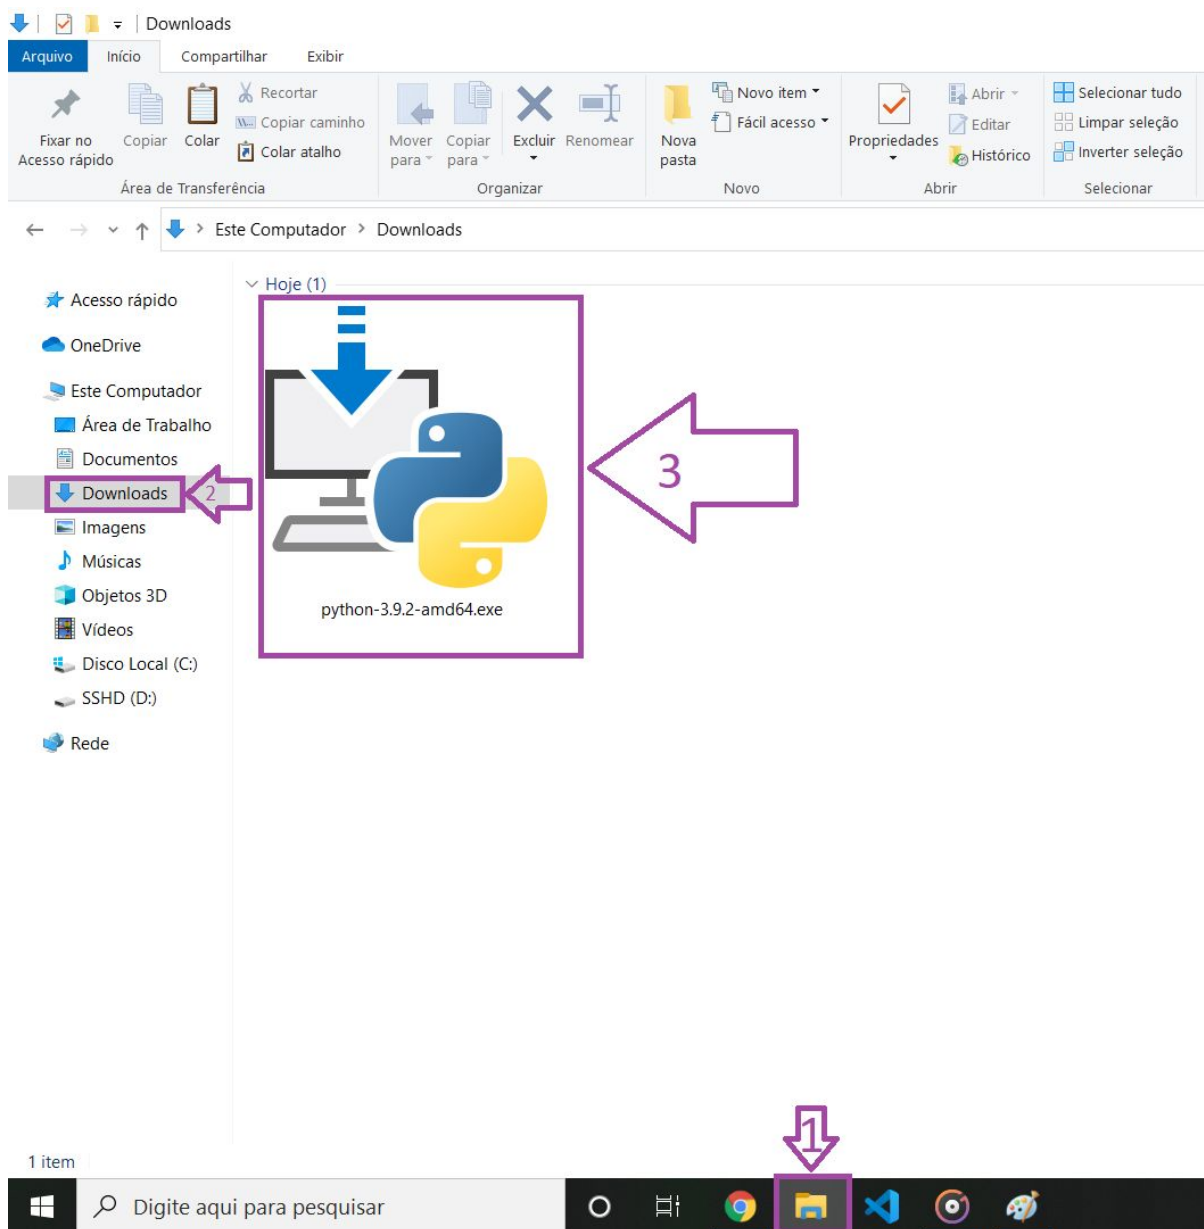 Downloads
Arquivo Início Compartilhar Exibir
Fixar no
Acesso rápido
Copiar
Colar
Recortar
Copiar caminho
Colar atalho
Área de Transferência
Mover
para
Copiar
para
Excluir
Renomear
Organizar
Nova
pasta
Novo item
Fácil acesso
Novo
Propriedades
Abrir
Editar
Histórico
Abrir
Selecionar tudo
Limpar seleção
Inverter seleção
Selecionar
Este Computador > Downloads
Acesso rápido
OneDrive
Este Computador
Área de Trabalho
Documentos
Downloads
2
Imagens
Músicas
Objetos 3D
Vídeos
Disco Local (C:)
SSHD (D:)
Rede
Hoje (1)
python-3.9.2-amd64.exe
3
1 item
1
Digite aqui para pesquisar